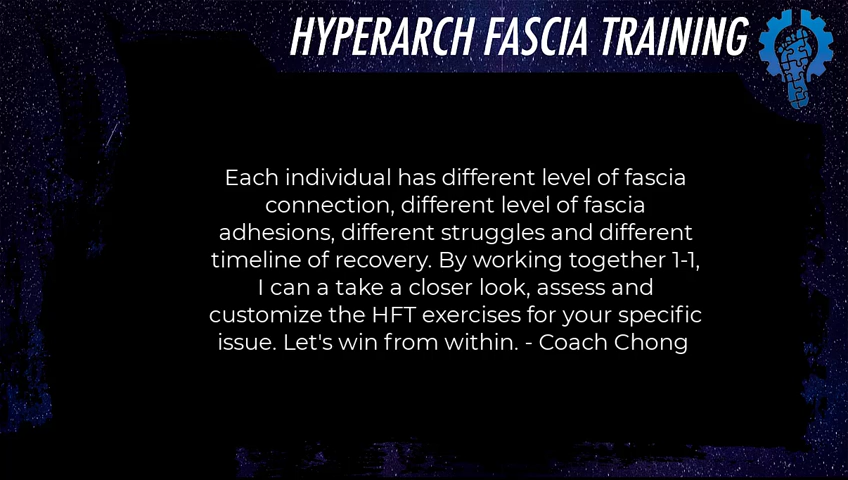 HYPERARCH FASCIA TRAINING
Each individual has different level of fascia
connection, different level of fascia
adhesions, different struggles and different
timeline of recovery. By working together 1-1,
I can a take a closer look, assess and
customize the HFT exercises for your specific
issue. Let's win from within. - Coach Chong